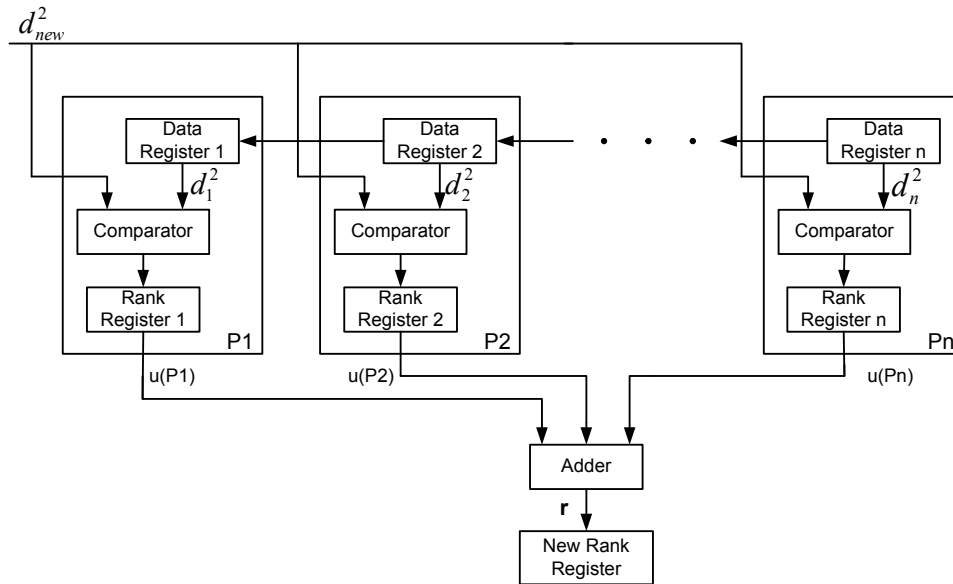 d²new
Data
Register 1
Data
Register 2
Data
Register n
d²1
d²2
d²n
Comparator
Comparator
Comparator
Rank
Register 1
Rank
Register 2
Rank
Register n
P1
P2
Pn
u(P1)
u(P2)
u(Pn)
Adder
r
New Rank
Register